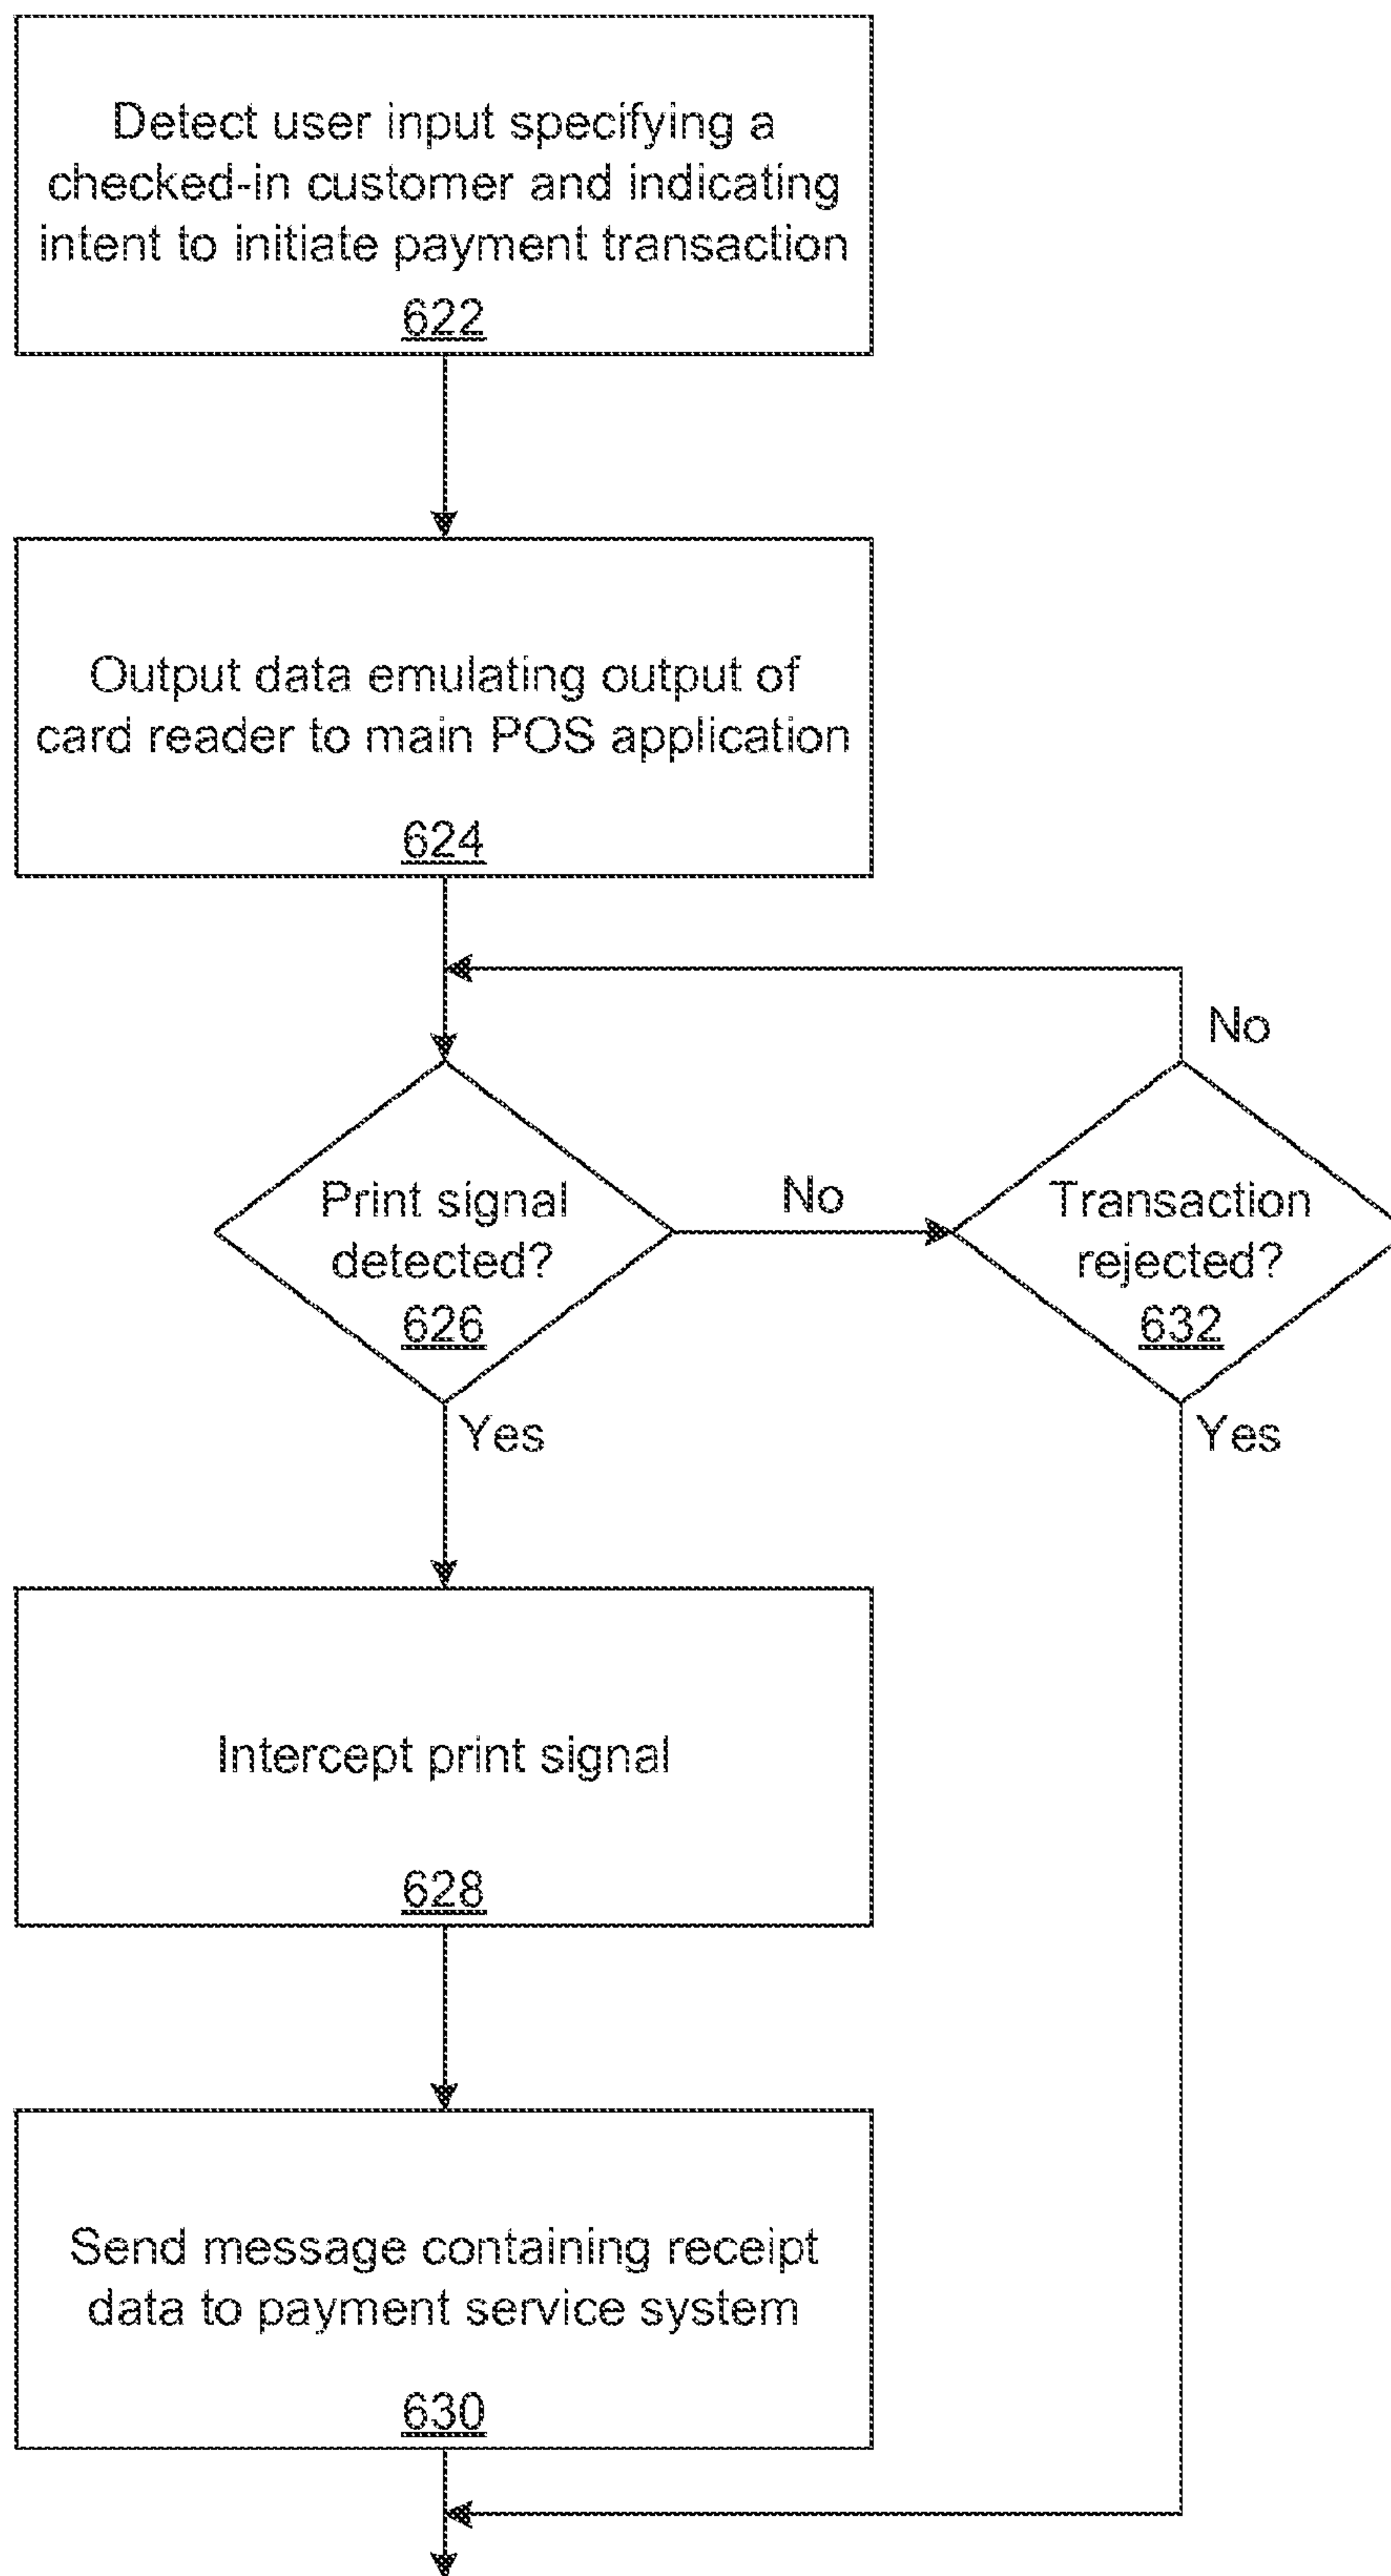 Detect user input specifying a
checked-in customer and indicating
intent to initiate payment transaction
622
Output data emulating output of
card reader to main POS application
624
No
Print signal
detected?
626
No
Transaction
rejected?
632
Yes
Yes
Intercept print signal
628
Send message containing receipt
data to payment service system
630